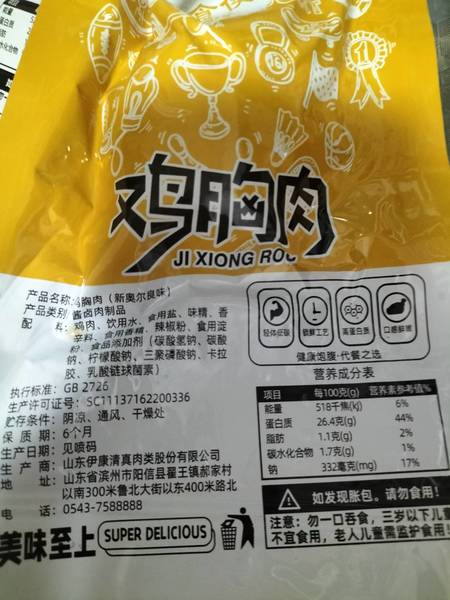 鸡胸肉
JI XIONG ROU
产品名称:鸡胸肉（新奥尔良味）
产品类别:酱卤肉制品
配 料:鸡肉、饮用水、食用盐、味精、香
辛料、食用香精、辣椒粉、食用淀
粉、食品添加剂（碳酸氢钠、碳酸
钠、柠檬酸钠、三聚磷酸钠、卡拉
胶、乳酸链球菌素）
执行标准:GB 2726
生产许可证号:SC11137162200336
贮存条件:阴凉、通风、干燥处
保 质 期:6个月
生产日期:见喷码
生 产 商:山东伊康清真肉类股份有限公司
地 址:山东省滨州市阳信县翟王镇郝家村
以南300米鲁北大街以东400米路北
电 话:0543-7588888
美味至上 SUPER DELICIOUS
轻体低碳 锁鲜工艺 高蛋白质 口感鲜嫩
健康饱腹·代餐之选
营养成分表
项目 每100克(g) 营养素参考值%
能量 518千焦(kj) 6%
蛋白质 26.4克(g) 44%
脂肪 1.1克(g) 2%
碳水化合物 1.7克(g) 1%
钠 332毫克(mg) 17%
如发现胀包。请勿食用!
注意：勿一口吞食，三岁以下儿
不宜食用，老人儿童需监护食用!